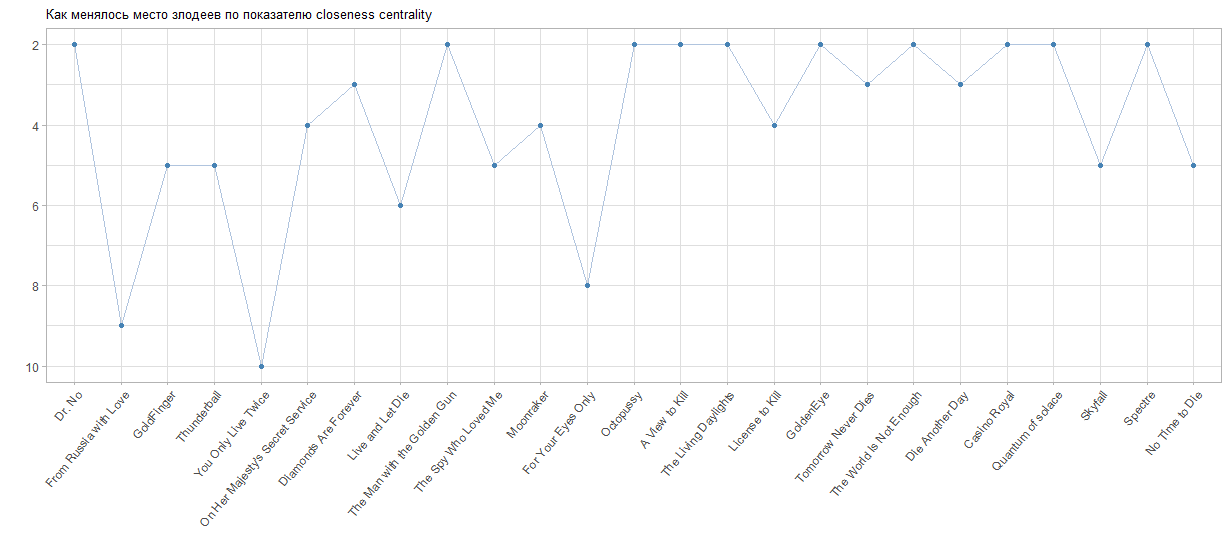 Как менялось место злодеев по показателю closeness centrality
2
4
6
8
10
Dr. No
From Russia with Love
GoldFinger
Thunderball
You Only Live Twice
On Her Majesty's Secret Service
Diamonds Are Forever
Live and Let Die
The Man with the Golden Gun
The Spy Who Loved Me
Moonraker
For Your Eyes Only
Octopussy
A View to Kill
The Living Daylights
License to Kill
GoldenEye
Tomorrow Never Dies
The World Is Not Enough
Die Another Day
Casino Royal
Quantum of solace
Skyfall
Spectre
No Time to Die